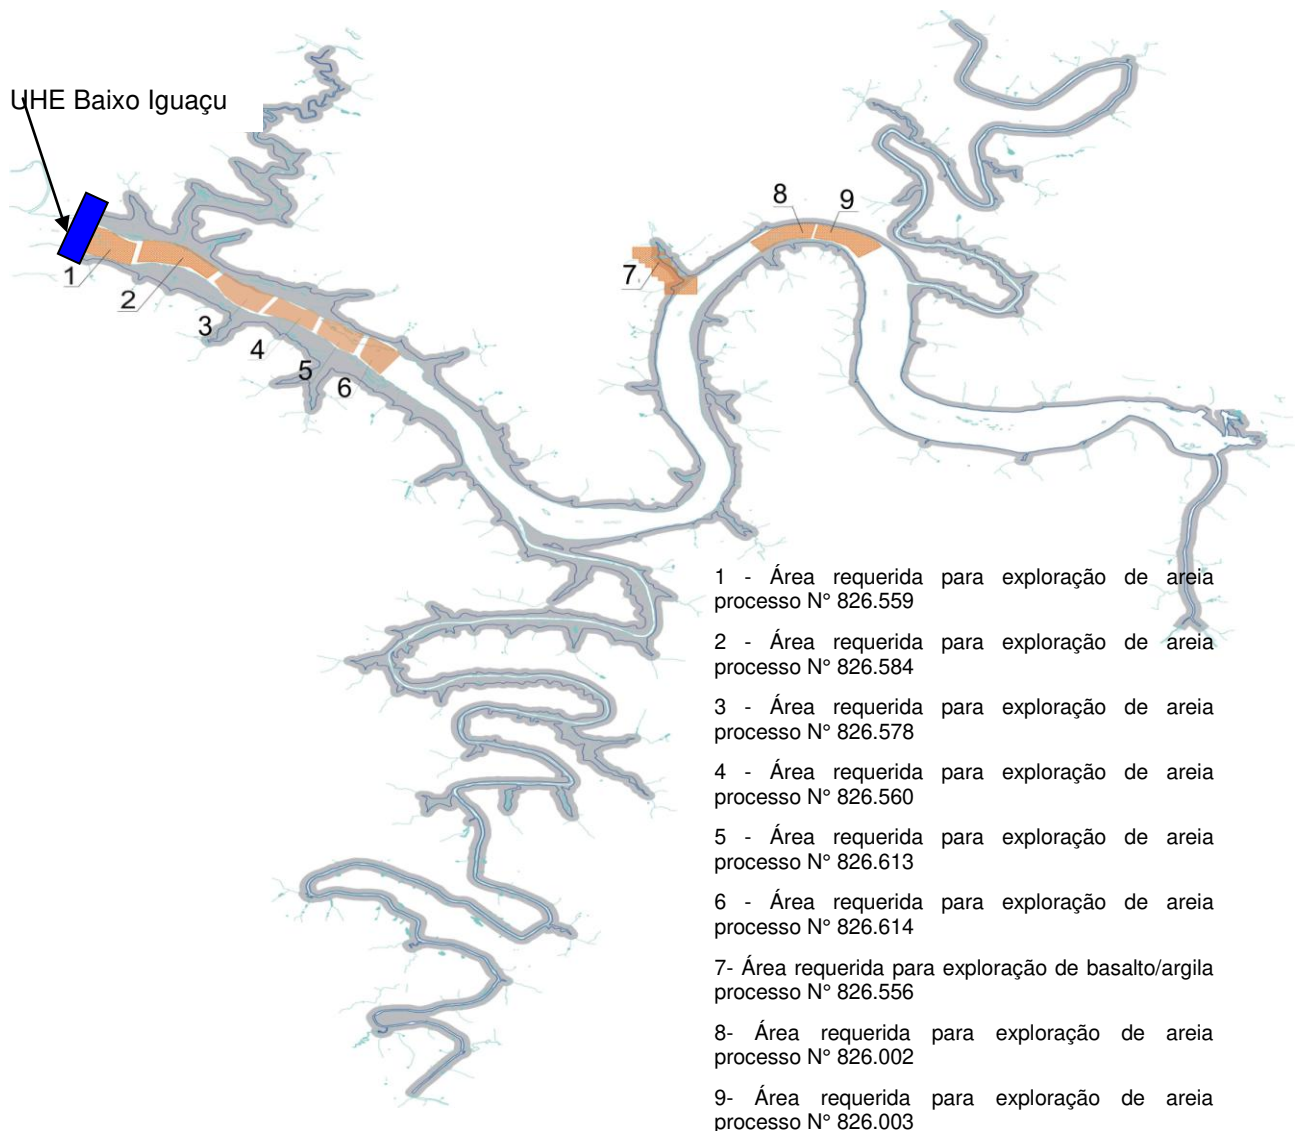 UHE Baixo Iguaçu
8
9
7
1
2
3
4
5
6
1 - Área requerida para exploração de areia
processo N° 826.559
2 - Área requerida para exploração de areia
processo N° 826.584
3 - Área requerida para exploração de areia
processo N° 826.578
4 - Área requerida para exploração de areia
processo N° 826.560
5 - Área requerida para exploração de areia
processo N° 826.613
6 - Área requerida para exploração de areia
processo N° 826.614
7- Área requerida para exploração de basalto/argila
processo N° 826.556
8- Área requerida para exploração de areia
processo N° 826.002
9- Área requerida para exploração de areia
processo N° 826.003